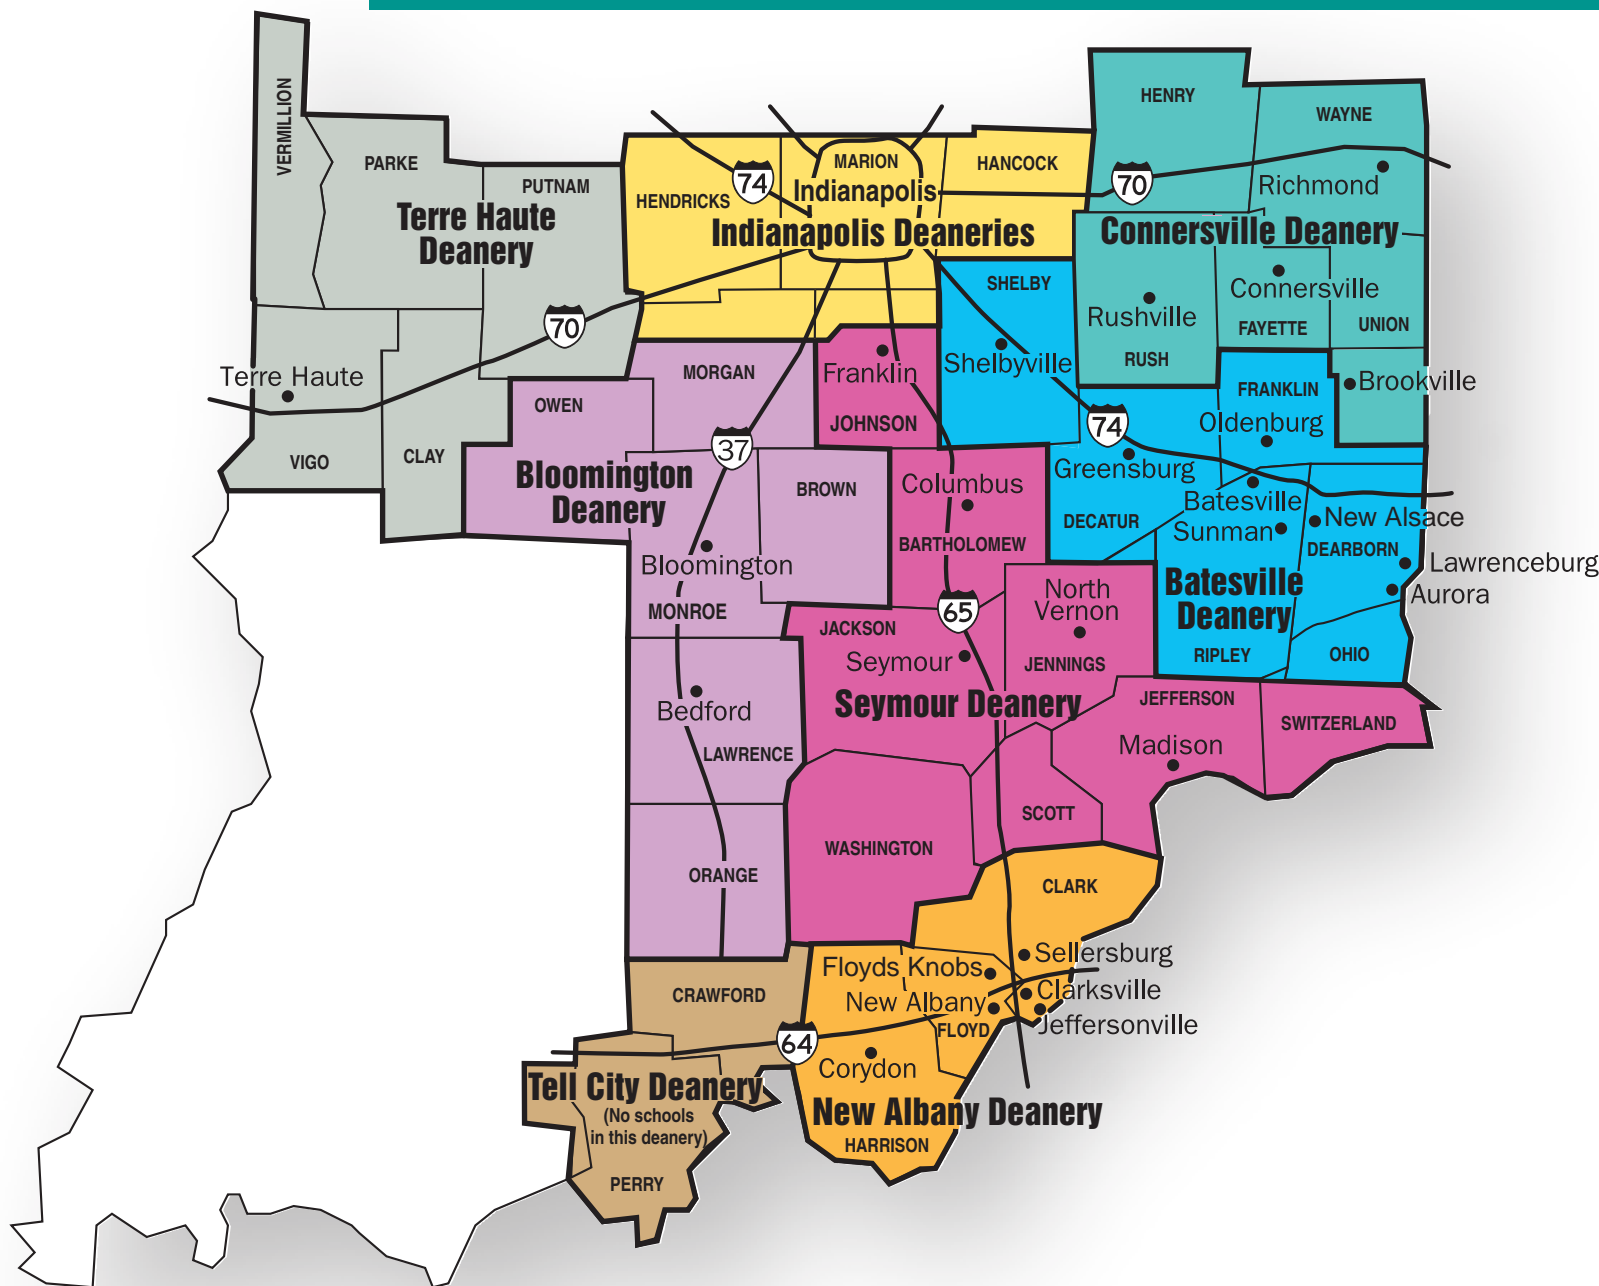 VERMILLION
PARKE
PUTNAM
Terre Haute
Deanery
70
Terre Haute
VIGO
CLAY
HENDRICKS
74
MARION
Indianapolis
HANCOCK
Indianapolis Deaneries
HENRY
WAYNE
70
Richmond
Connersville Deanery
Connersville
Rushville
FAYETTE
UNION
RUSH
Brookville
SHELBY
Shelbyville
FRANKLIN
Oldenburg
74
Greensburg
Batesville
Sunman
New Alsace
DECATUR
DEARBORN
Lawrenceburg
Aurora
Batesville
Deanery
RIPLEY
OHIO
MORGAN
OWEN
37
Bloomington
Deanery
BROWN
Bloomington
MONROE
Bedford
LAWRENCE
ORANGE
Franklin
JOHNSON
Columbus
BARTHOLOMEW
65
North
Vernon
JACKSON
Seymour
JENNINGS
Seymour Deanery
JEFFERSON
SWITZERLAND
Madison
SCOTT
WASHINGTON
CLARK
Sellersburg
Floyds Knobs
Clarksville
New Albany
Jeffersonville
FLOYD
64
Corydon
New Albany Deanery
HARRISON
CRAWFORD
Tell City Deanery
(No schools
in this deanery)
PERRY